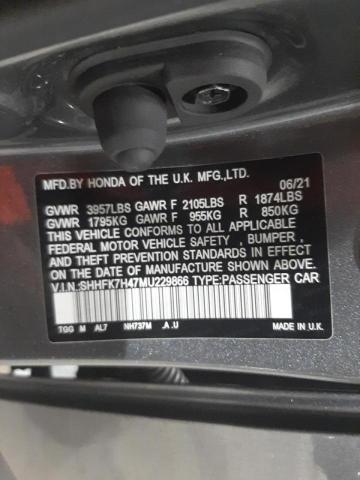 MFD.BY HONDA OF THE U.K. MFG.,LTD.
06/21
GVWR 3957LBS GAWR F 2105LBS R 1874LBS
GVWR 1795KG GAWR F 955KG R 850KG
THIS VEHICLE CONFORMS TO ALL APPLICABLE
FEDERAL MOTOR VEHICLE SAFETY , BUMPER ,
AND THEFT PREVENTION STANDARDS IN EFFECT
ON THE DATE OF MANUFACTURE SHOWN ABOVE.
V.I.N.:SHHFK7H47MU229866 TYPE:PASSENGER CAR
TGG M AL7 NH737M .A .U MADE IN U.K.